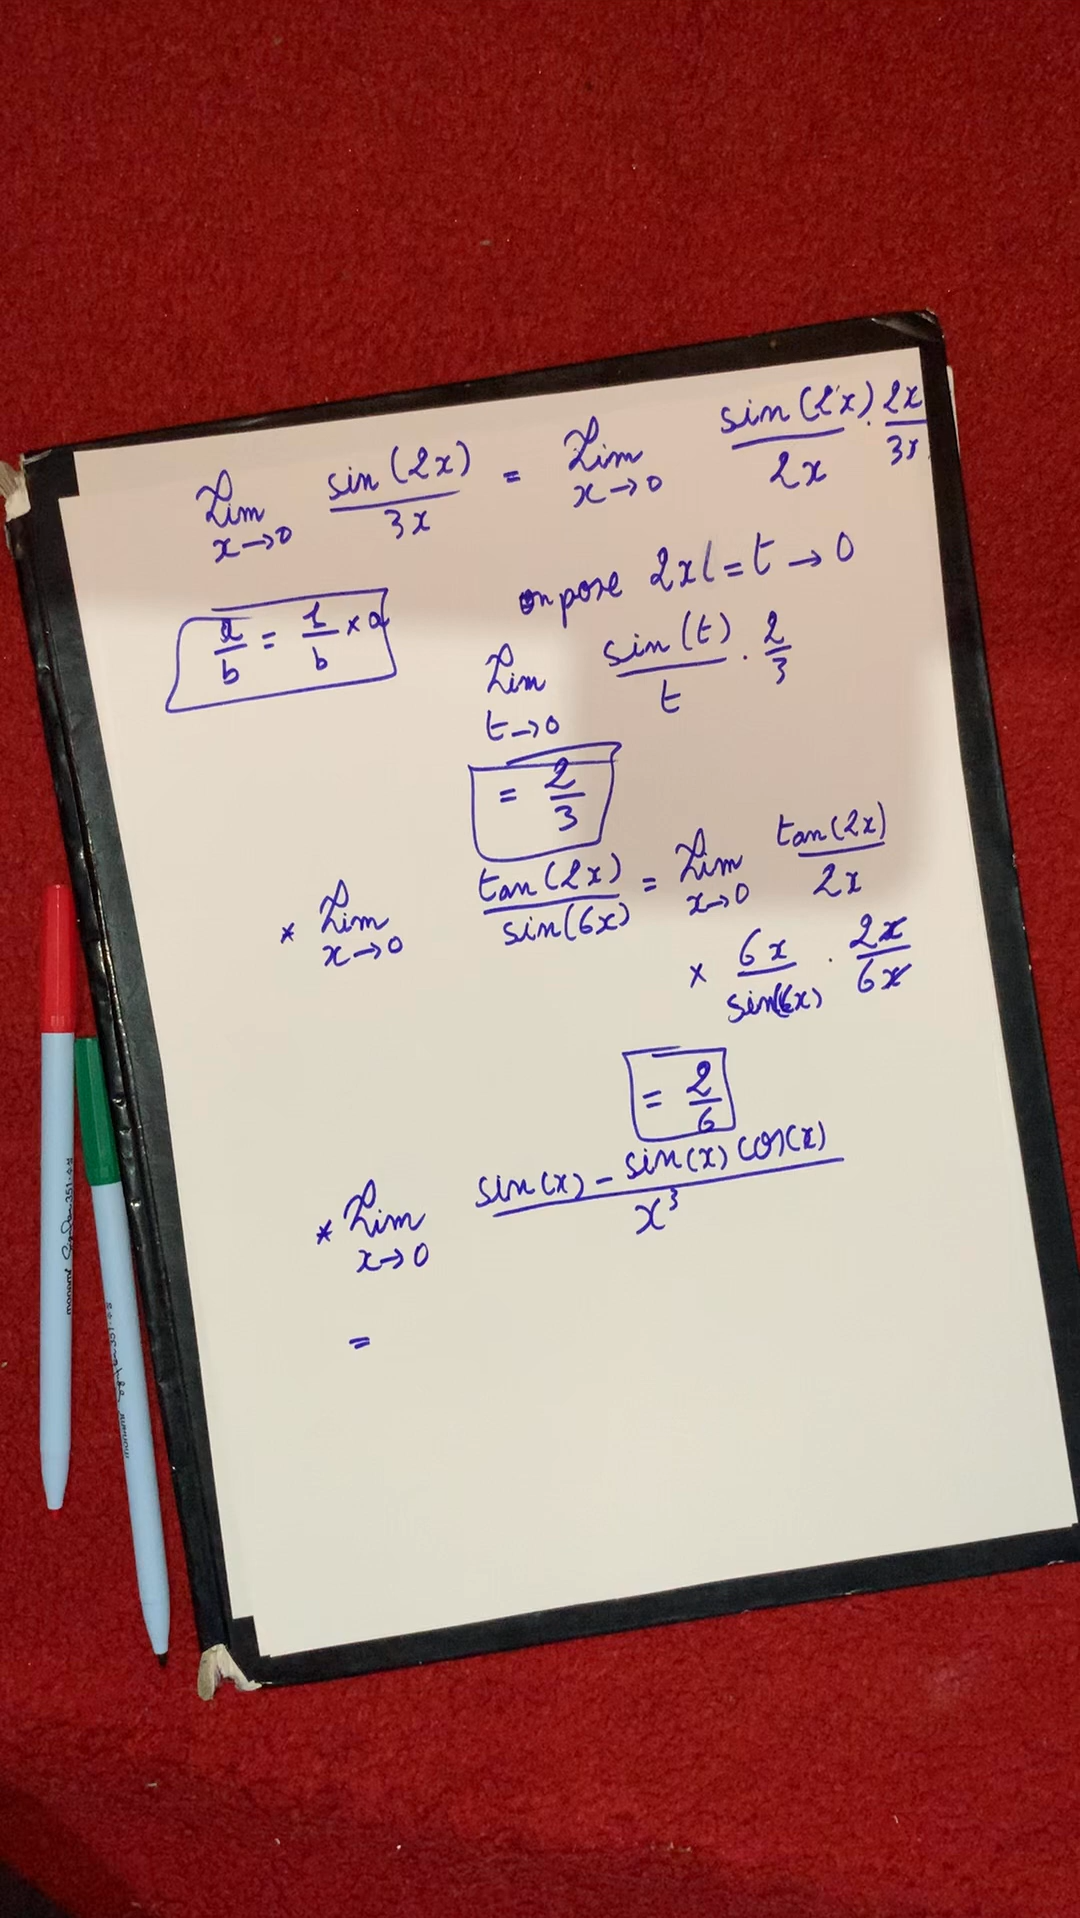 Lim x→0 sin(2x)/3x = Lim x→0 sin(2x)/2x . 2x/3x
on pose 2x = t → 0
a/b = 1/b × a
Lim t→0 sin(t)/t . 2/3
= 2/3
* Lim x→0 tan(2x)/sin(6x) = Lim x→0 tan(2x)/2x
× 6x/sin(6x) . 2x/6x
= 2/6
* Lim x→0 sin(x) - sin(x) cos(x)/x³
=